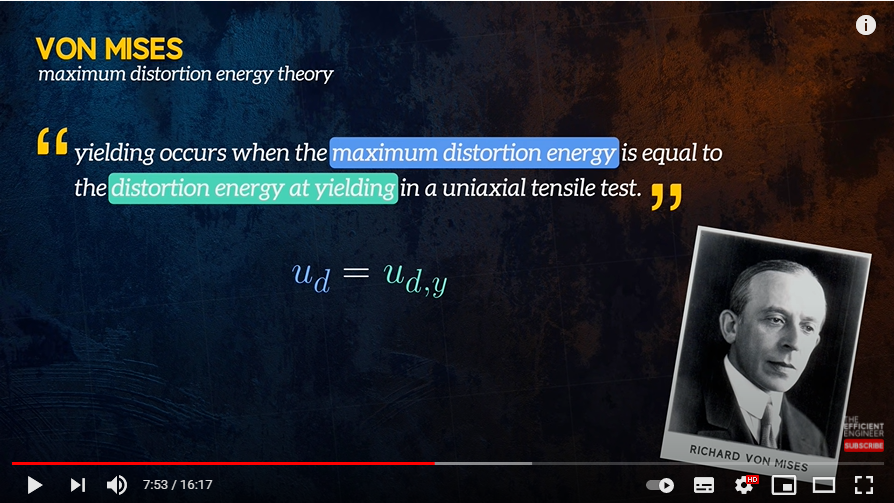 VON MISES
maximum distortion energy theory
“ yielding occurs when the maximum distortion energy is equal to
the distortion energy at yielding in a uniaxial tensile test. ”
u_d = u_{d,y}
RICHARD VON MISES
THE
EFFICIENT
ENGINEER
SUBSCRIBE
7:53 / 16:17
HD